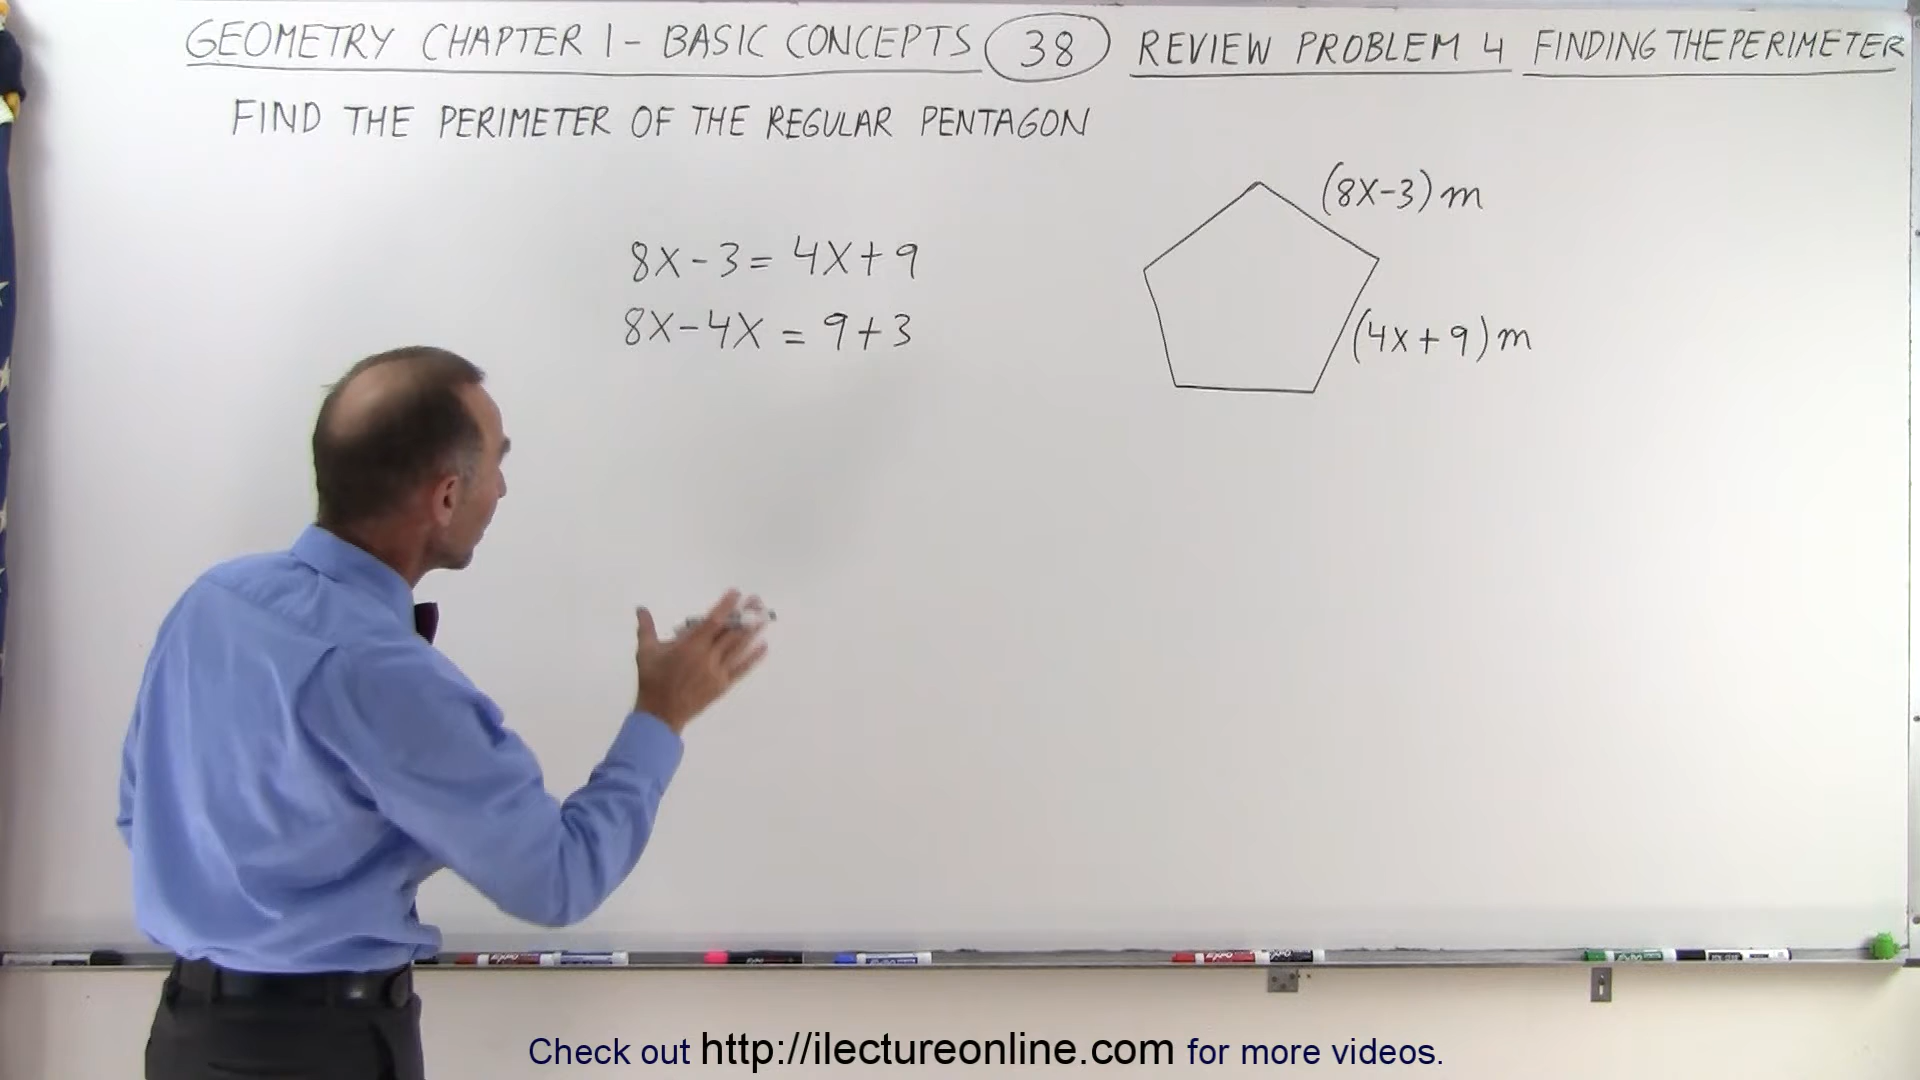 GEOMETRY CHAPTER 1 - BASIC CONCEPTS 38 REVIEW PROBLEM 4 FINDING THE PERIMETER
FIND THE PERIMETER OF THE REGULAR PENTAGON
(8X-3) m
8X-3 = 4X+9
8X-4X = 9+3
(4X+9) m
Check out http://ilectureonline.com for more videos.